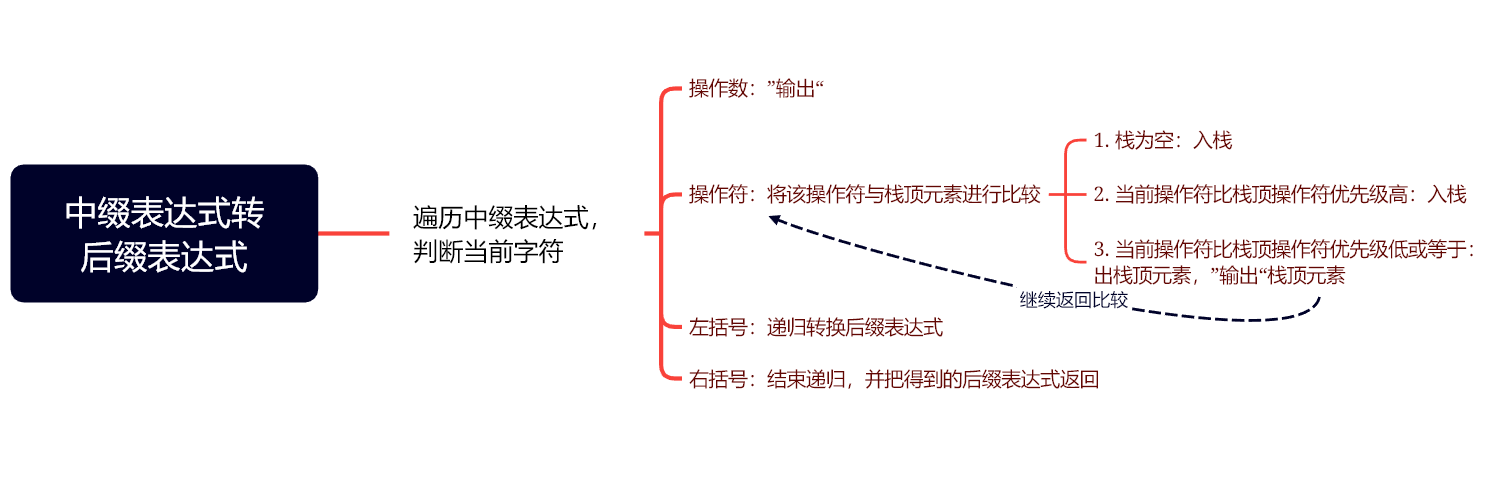 中缀表达式转
后缀表达式
遍历中缀表达式，
判断当前字符
操作数：”输出“
操作符：将该操作符与栈顶元素进行比较
1. 栈为空：入栈
2. 当前操作符比栈顶操作符优先级高：入栈
3. 当前操作符比栈顶操作符优先级低或等于：
出栈顶元素，”输出“栈顶元素
继续返回比较
左括号：递归转换后缀表达式
右括号：结束递归，并把得到的后缀表达式返回